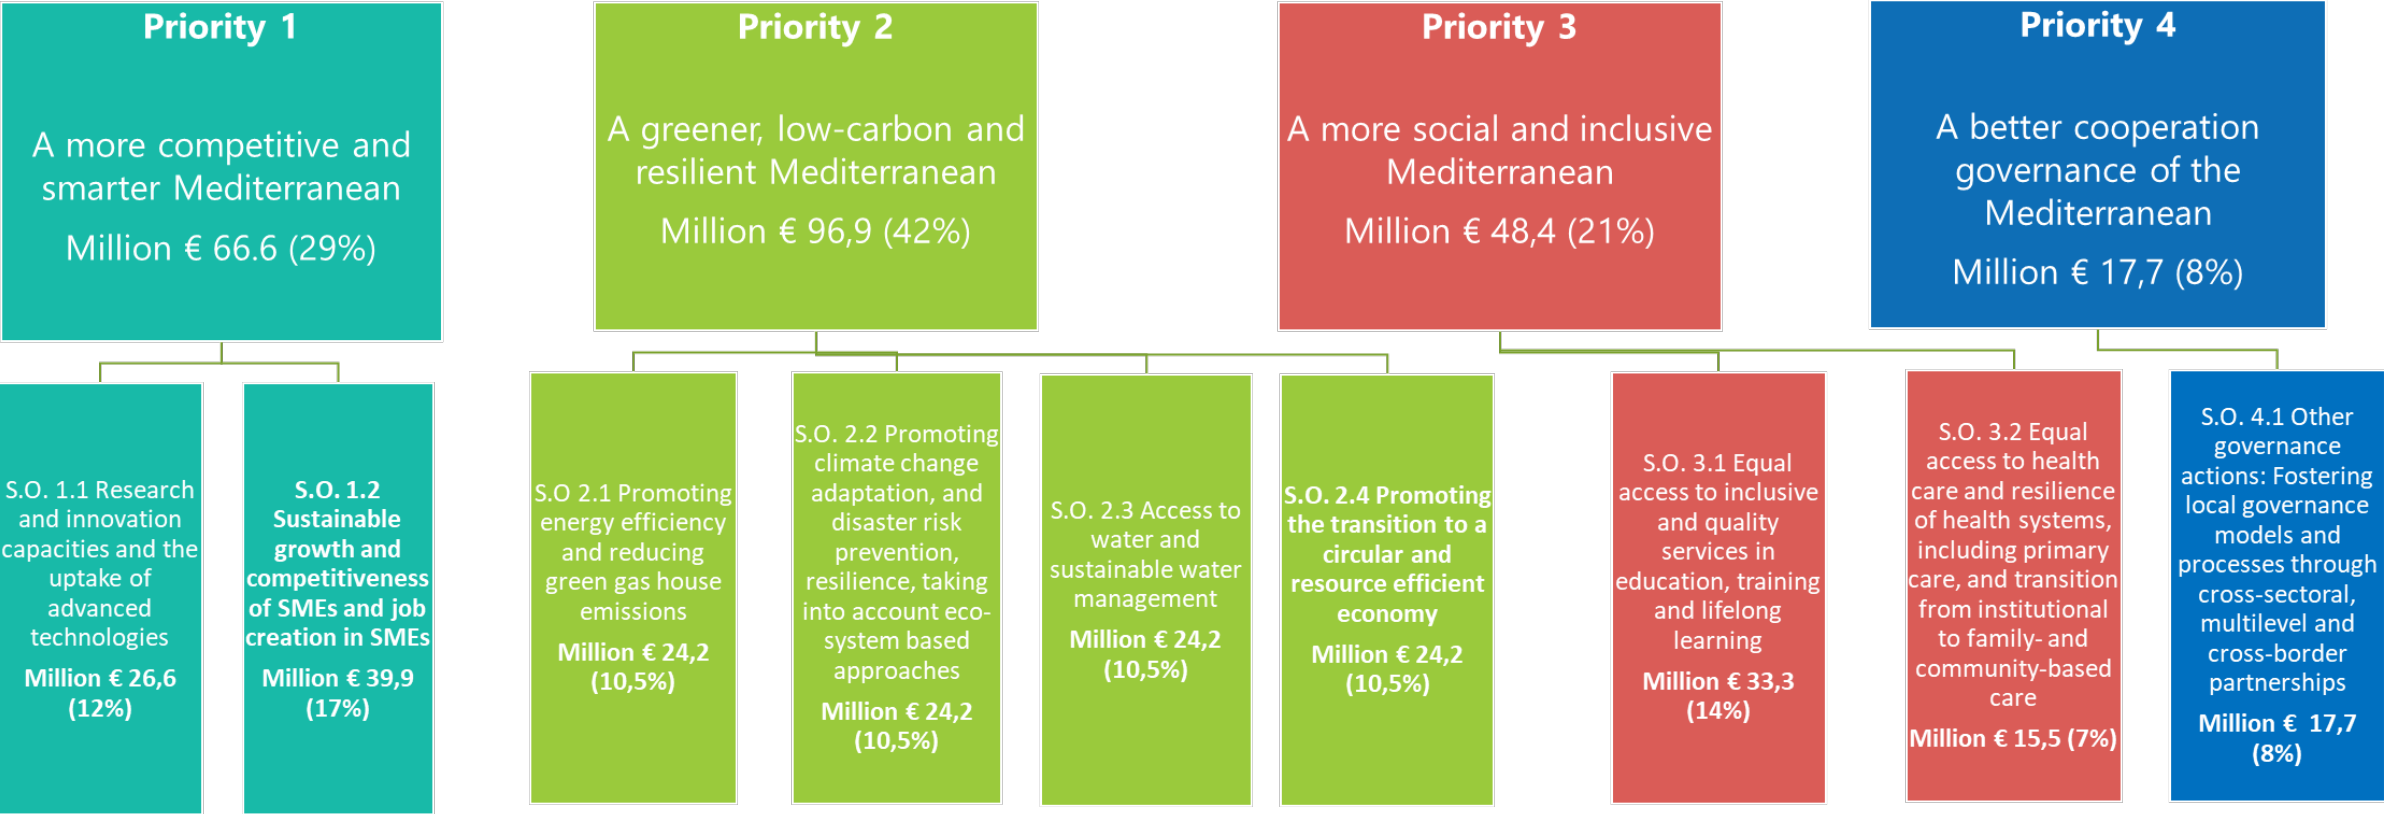 Priority 1
A more competitive and
smarter Mediterranean
Million € 66.6 (29%)
Priority 2
A greener, low-carbon and
resilient Mediterranean
Million € 96,9 (42%)
Priority 3
A more social and inclusive
Mediterranean
Million € 48,4 (21%)
Priority 4
A better cooperation
governance of the
Mediterranean
Million € 17,7 (8%)
S.O. 1.1 Research
and innovation
capacities and the
uptake of
advanced
technologies
Million € 26,6
(12%)
S.O. 1.2
Sustainable
growth and
competitiveness
of SMEs and job
creation in SMEs
Million € 39,9
(17%)
S.O 2.1 Promoting
energy efficiency
and reducing
green gas house
emissions
Million € 24,2
(10,5%)
S.O. 2.2 Promoting
climate change
adaptation, and
disaster risk
prevention,
resilience, taking
into account eco-
system based
approaches
Million € 24,2
(10,5%)
S.O. 2.3 Access to
water and
sustainable water
management
Million € 24,2
(10,5%)
S.O. 2.4 Promoting
the transition to a
circular and
resource efficient
economy
Million € 24,2
(10,5%)
S.O. 3.1 Equal
access to inclusive
and quality
services in
education, training
and lifelong
learning
Million € 33,3
(14%)
S.O. 3.2 Equal
access to health
care and resilience
of health systems,
including primary
care, and transition
from institutional
to family- and
community-based
care
Million € 15,5 (7%)
S.O. 4.1 Other
governance
actions: Fostering
local governance
models and
processes through
cross-sectoral,
multilevel and
cross-border
partnerships
Million € 17,7
(8%)